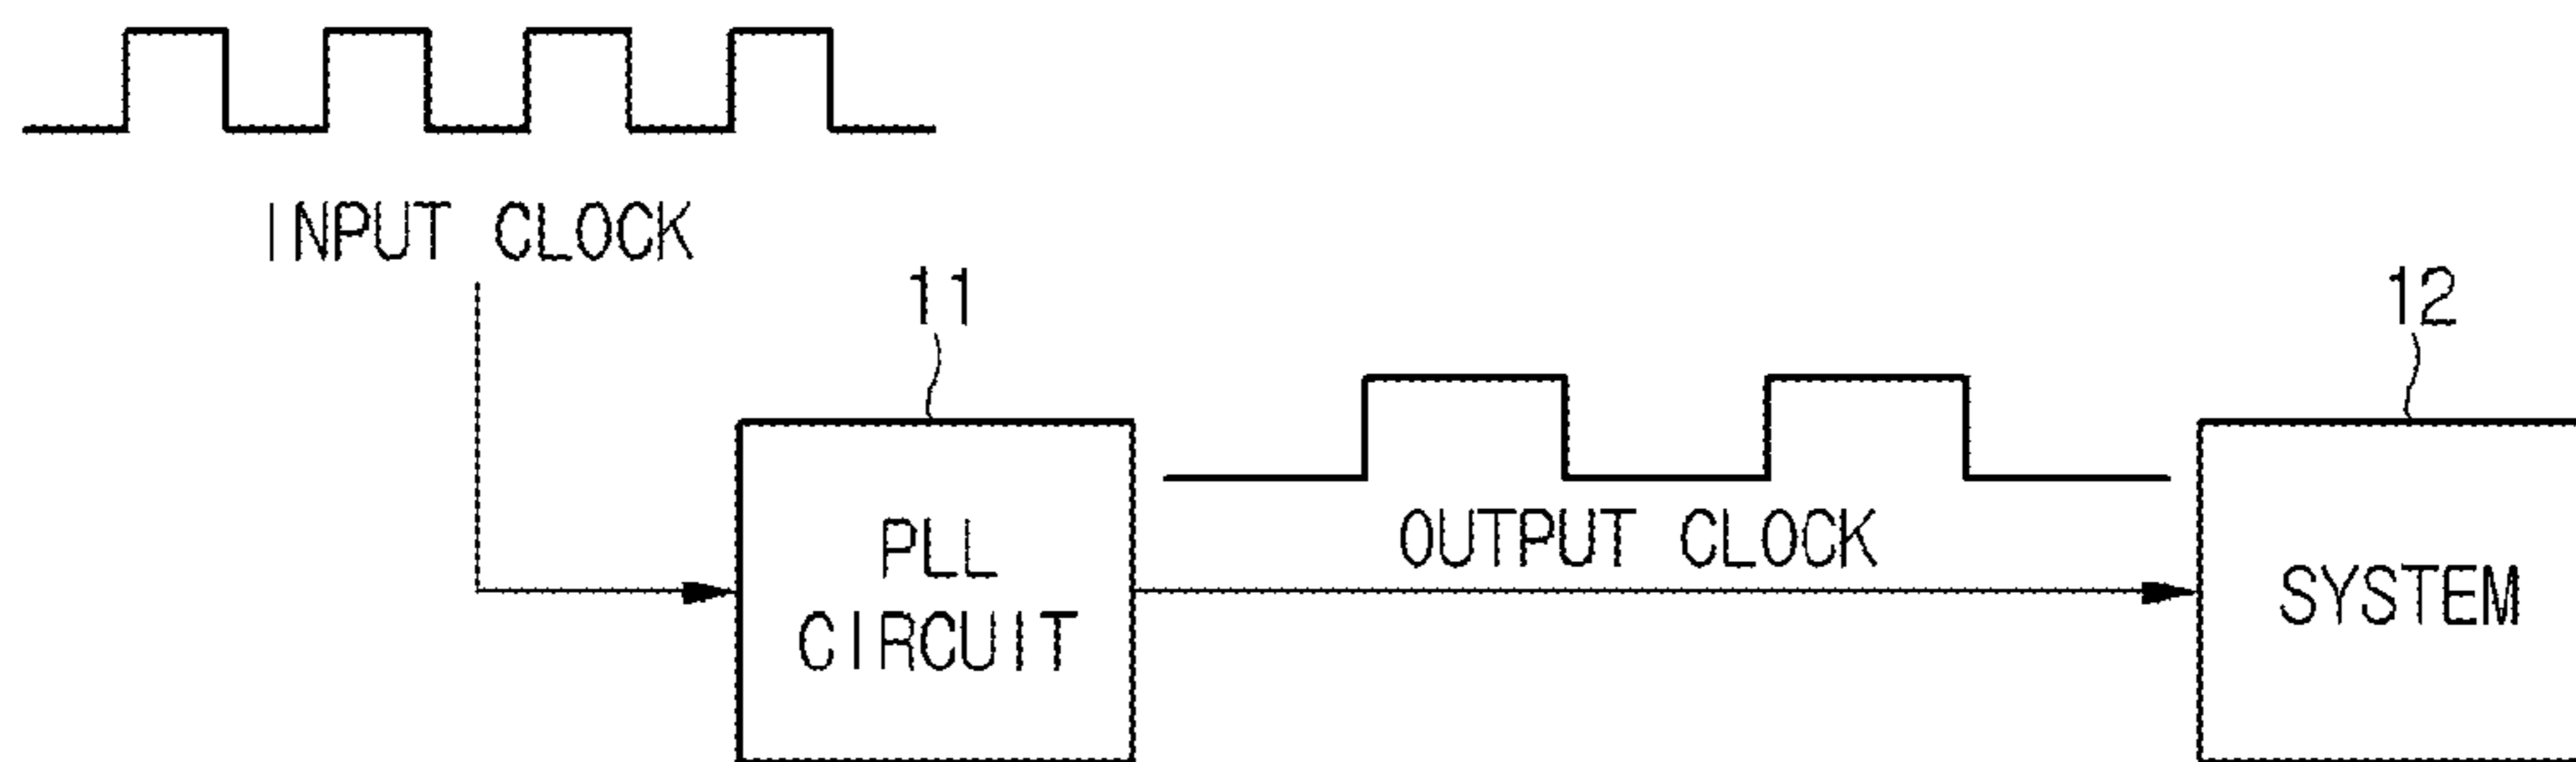 INPUT CLOCK
11
12
OUTPUT CLOCK
PLL
CIRCUIT
SYSTEM